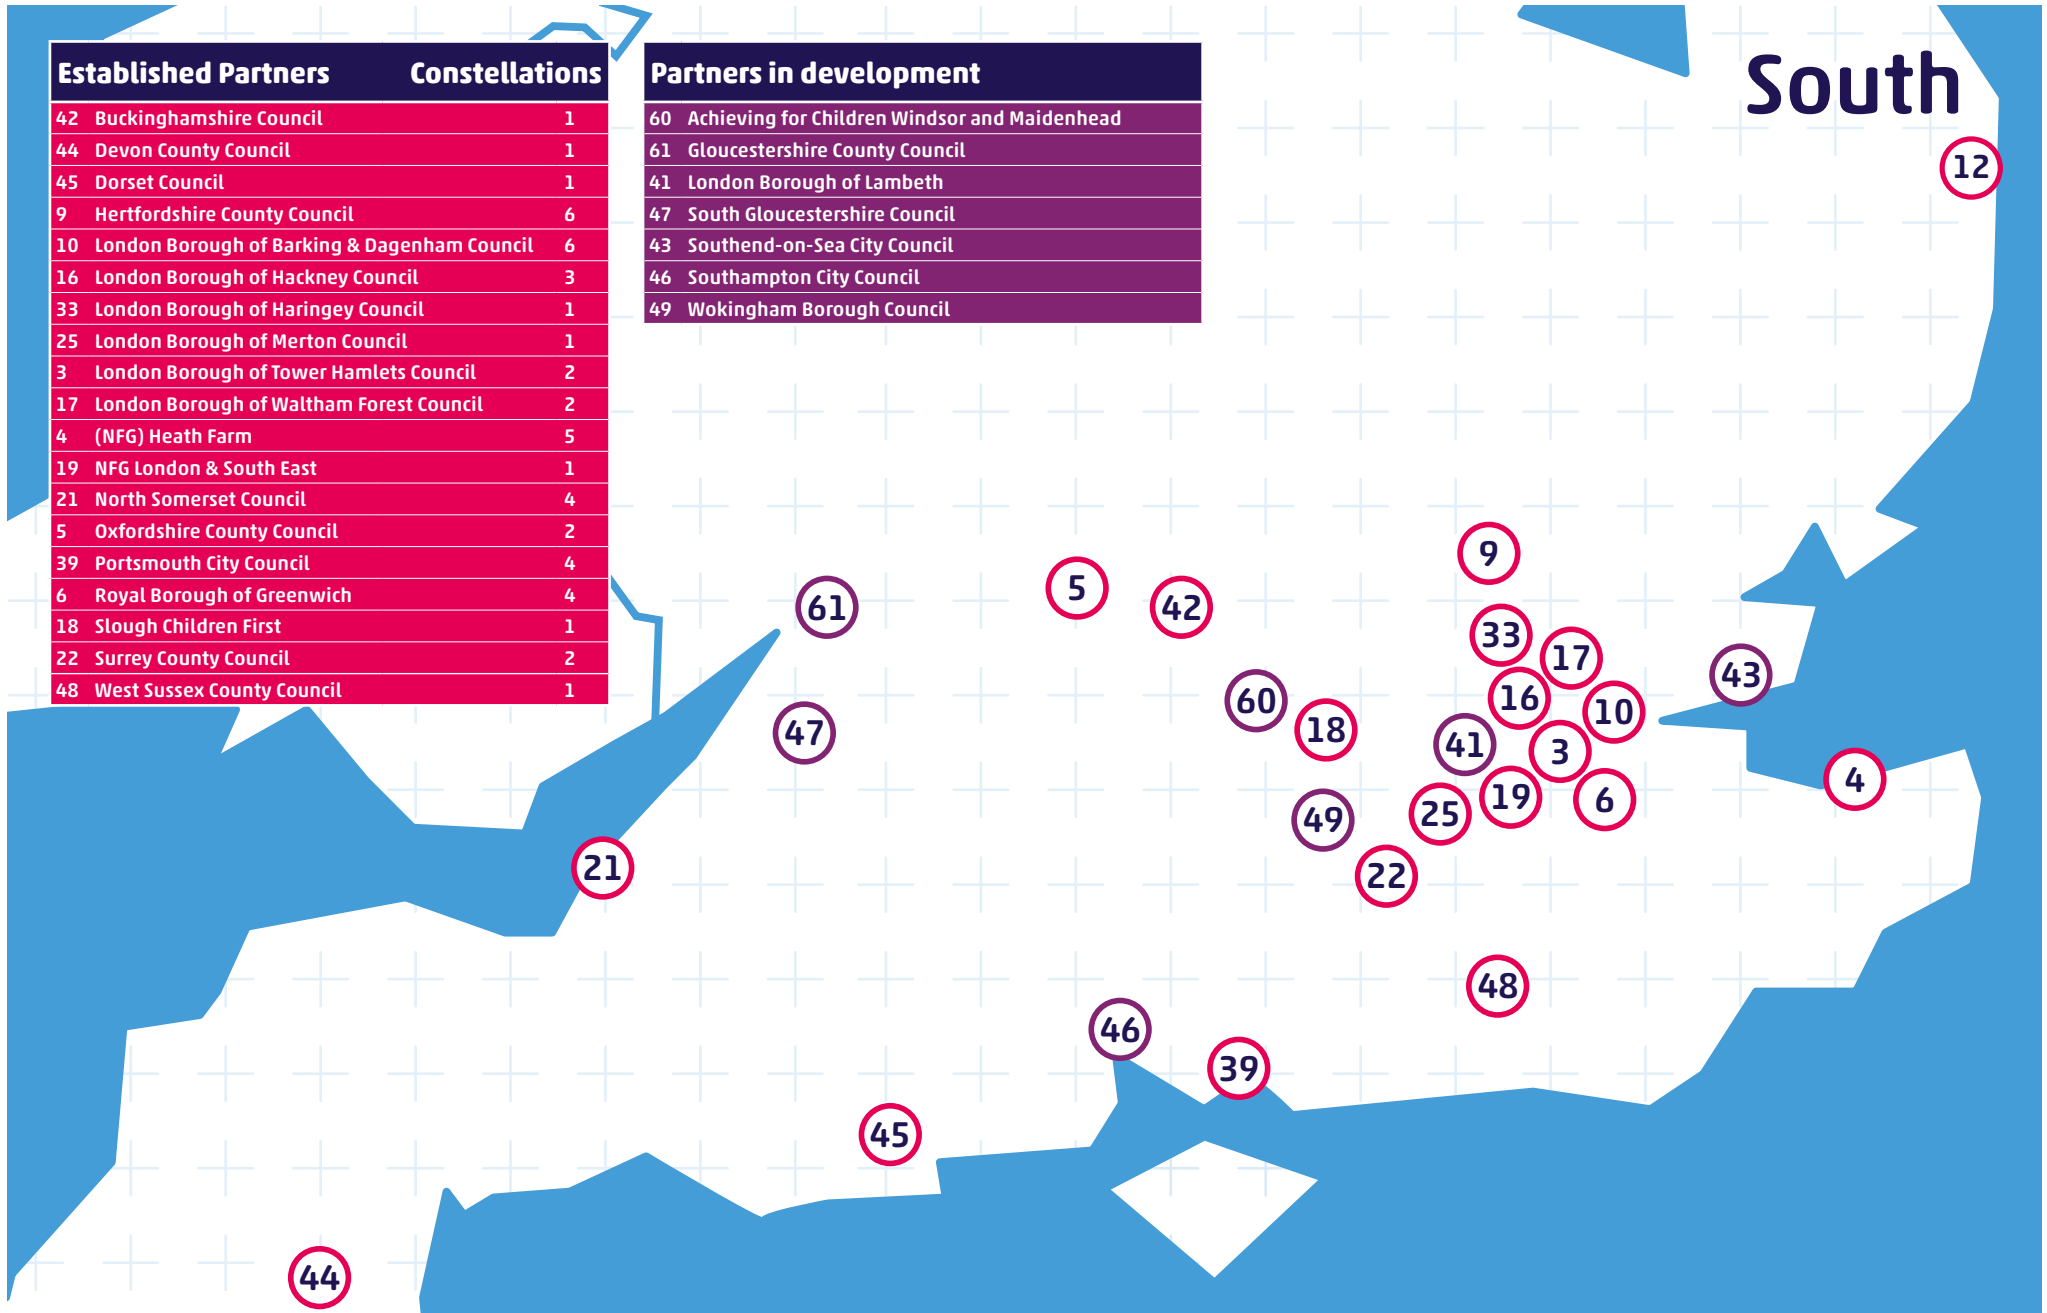 South
Established Partners Constellations
42 Buckinghamshire Council 1
44 Devon County Council 1
45 Dorset Council 1
9 Hertfordshire County Council 6
10 London Borough of Barking & Dagenham Council 6
16 London Borough of Hackney Council 3
33 London Borough of Haringey Council 1
25 London Borough of Merton Council 1
3 London Borough of Tower Hamlets Council 2
17 London Borough of Waltham Forest Council 2
4 (NFG) Heath Farm 5
19 NFG London & South East 1
21 North Somerset Council 4
5 Oxfordshire County Council 2
39 Portsmouth City Council 4
6 Royal Borough of Greenwich 4
18 Slough Children First 1
22 Surrey County Council 2
48 West Sussex County Council 1
Partners in development
60 Achieving for Children Windsor and Maidenhead
61 Gloucestershire County Council
41 London Borough of Lambeth
47 South Gloucestershire Council
43 Southend-on-Sea City Council
46 Southampton City Council
49 Wokingham Borough Council
12
9
5
61
42
33
17
43
16
60
10
18
47
41
3
4
19
6
25
49
21
22
48
46
39
45
44